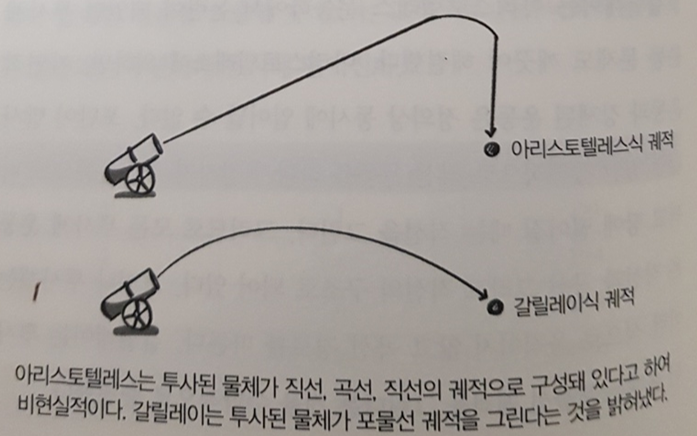 아리스토텔레스식 궤적
갈릴레이식 궤적
아리스토텔레스는 투사된 물체가 직선, 곡선, 직선의 궤적으로 구성돼 있다고 하여
비현실적이다. 갈릴레이는 투사된 물체가 포물선 궤적을 그린다는 것을 밝혀냈다.